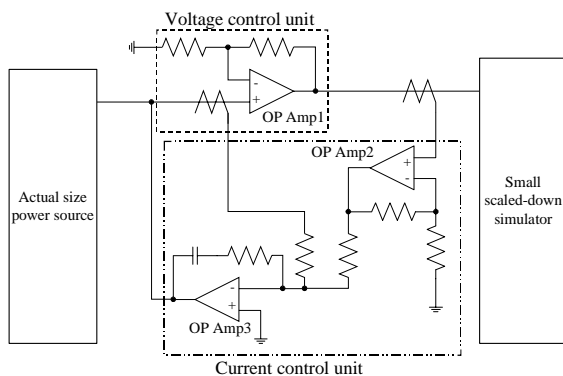 Voltage control unit
-
+
OP Amp1
OP Amp2
+
-
Actual size
power source
Small
scaled-down
simulator
-
+
OP Amp3
Current control unit